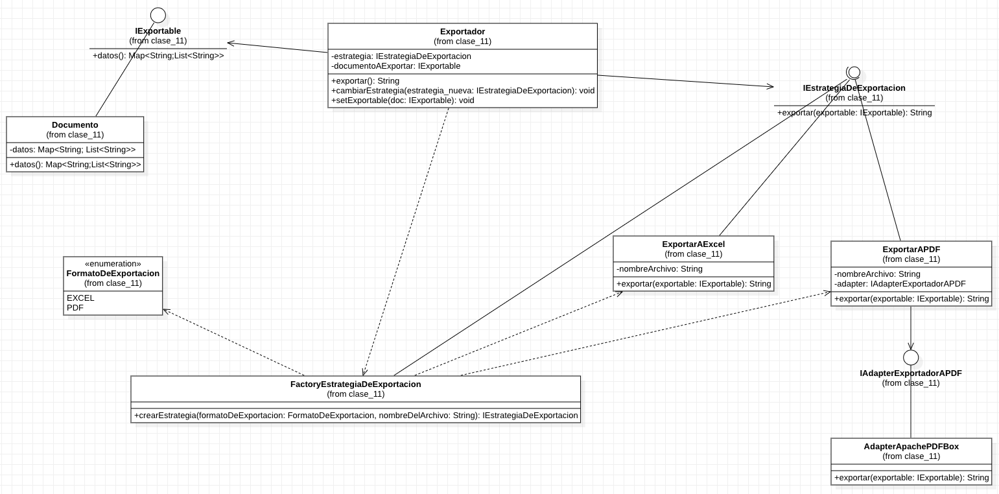 IExportable
(from clase_11)
+datos(): Map<String;List<String>>
Exportador
(from clase_11)
-estrategia: IEstrategiaDeExportacion
-documentoAExportar: IExportable
+exportar(): String
+cambiarEstrategia(estrategia_nueva: IEstrategiaDeExportacion): void
+setExportable(doc: IExportable): void
IEstrategiaDeExportacion
(from clase_11)
+exportar(exportable: IExportable): String
Documento
(from clase_11)
-datos: Map<String; List<String>>
+datos(): Map<String;List<String>>
«enumeration»
FormatoDeExportacion
(from clase_11)
EXCEL
PDF
ExportarAExcel
(from clase_11)
-nombreArchivo: String
+exportar(exportable: IExportable): String
ExportarAPDF
(from clase_11)
-nombreArchivo: String
-adapter: IAdapterExportadorAPDF
+exportar(exportable: IExportable): String
FactoryEstrategiaDeExportacion
(from clase_11)
+crearEstrategia(formatoDeExportacion: FormatoDeExportacion, nombreDelArchivo: String): IEstrategiaDeExportacion
IAdapterExportadorAPDF
(from clase_11)
AdapterApachePDFBox
(from clase_11)
+exportar(exportable: IExportable): String